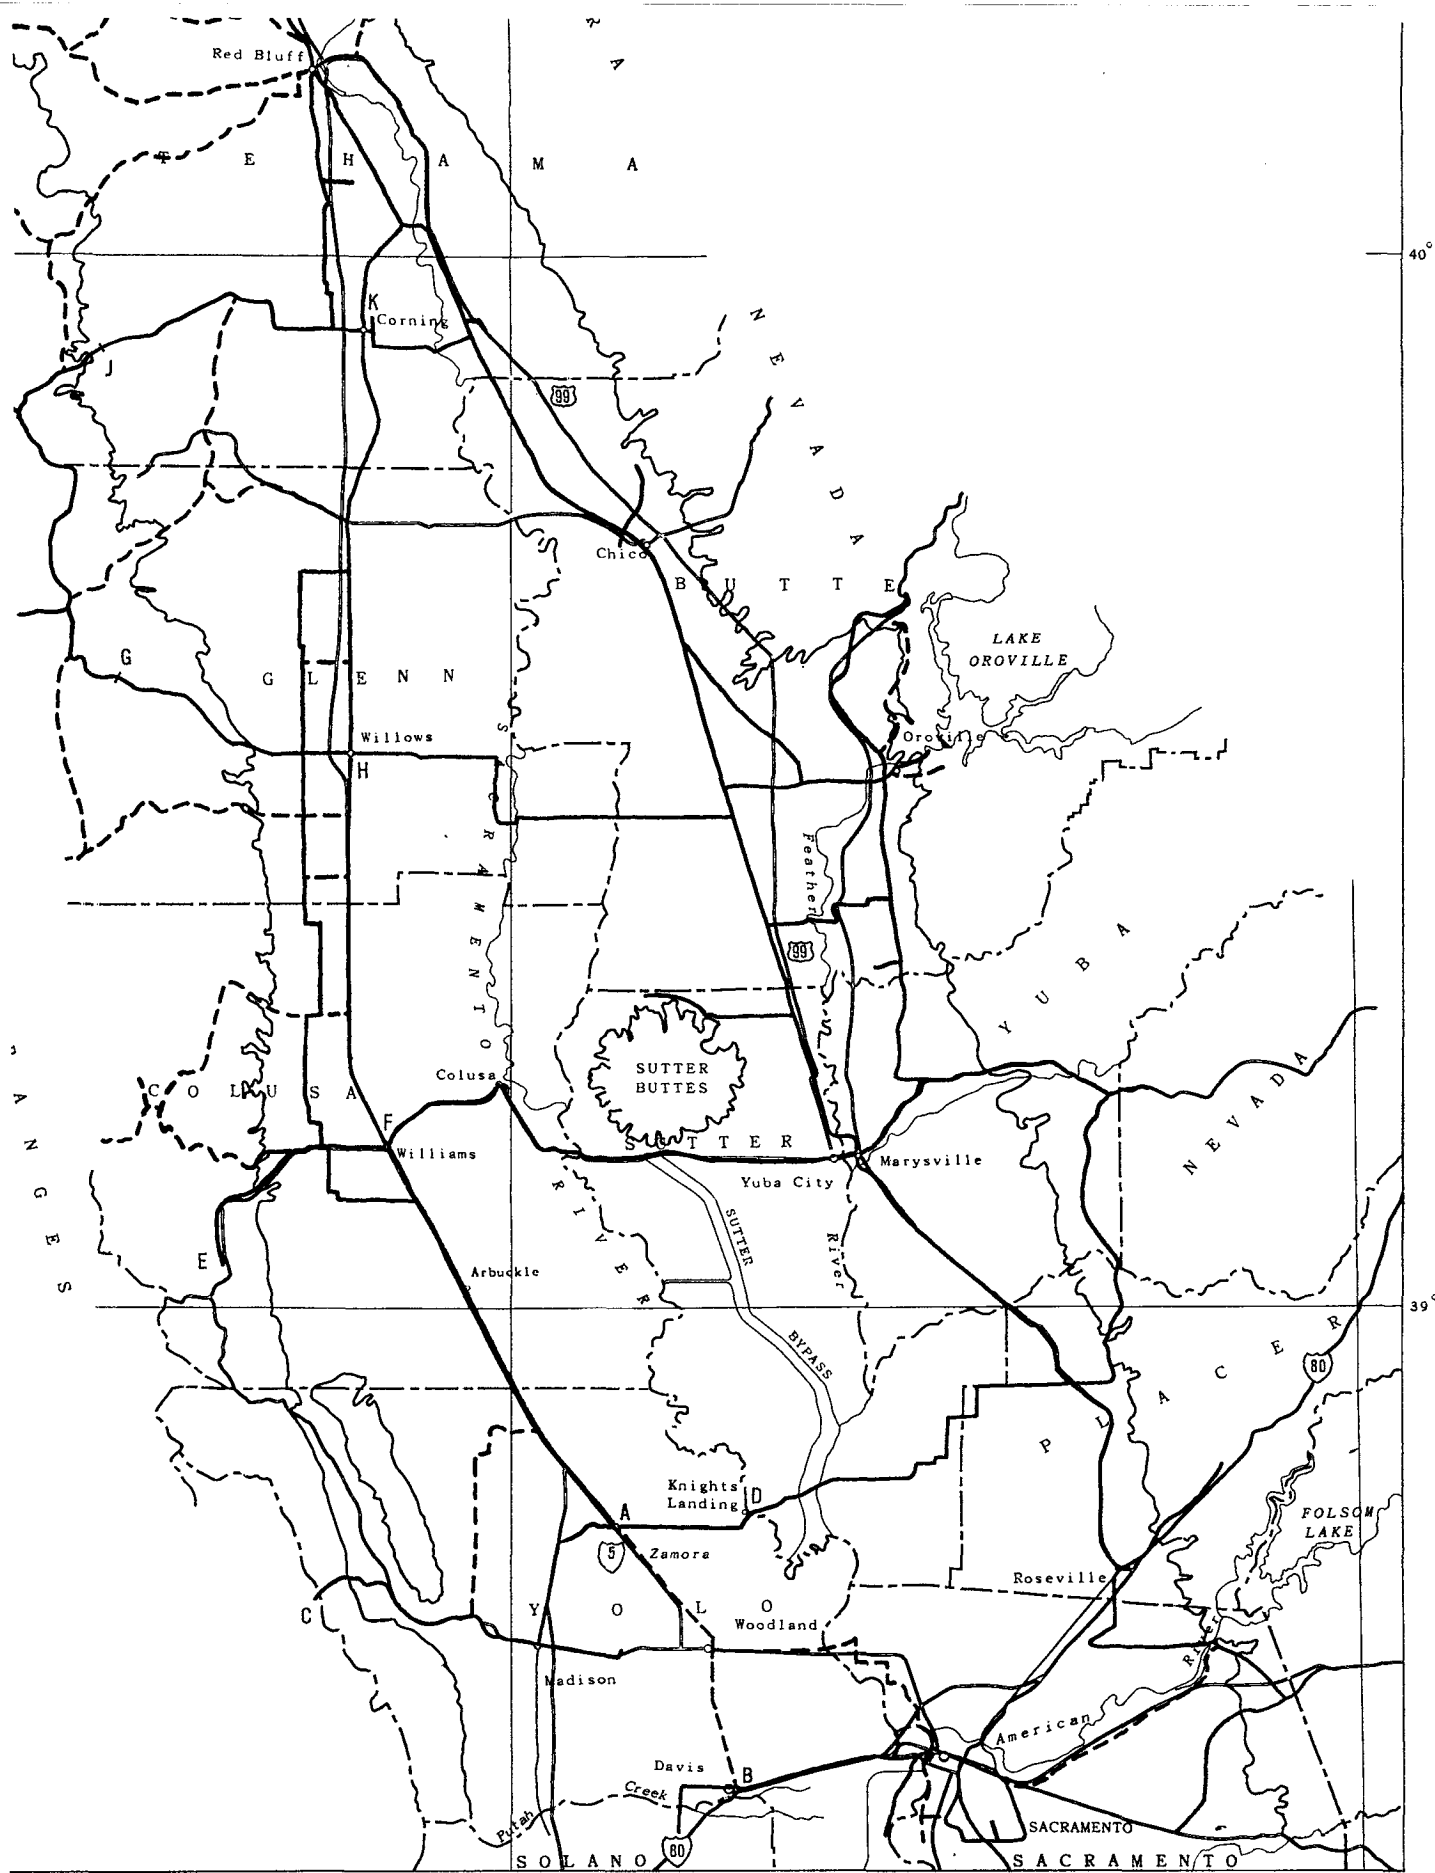 Red Bluff
T E H A M A
40°
K
Corning
J
99
N E V A D A
Chico
B U T T E
LAKE
OROVILLE
G
G L E N N
Willows
Oroville
H
S A C R A M E N T O
Feather
99
Y U B A
SUTTER
BUTTES
Colusa
C O L U S A
R A N G E S
F
Williams
S U T T E R
Marysville
Yuba City
N E V A D A
R I V E R
SUTTER
River
E
Arbuckle
39°
BYPASS
P L A C E R
80
Knights
Landing
D
A
5
Zamora
FOLSOM
LAKE
Roseville
C
Y O L O
Woodland
River
Madison
American
Davis
B
Putah
Creek
80
SACRAMENTO
S O L A N O
S A C R A M E N T O